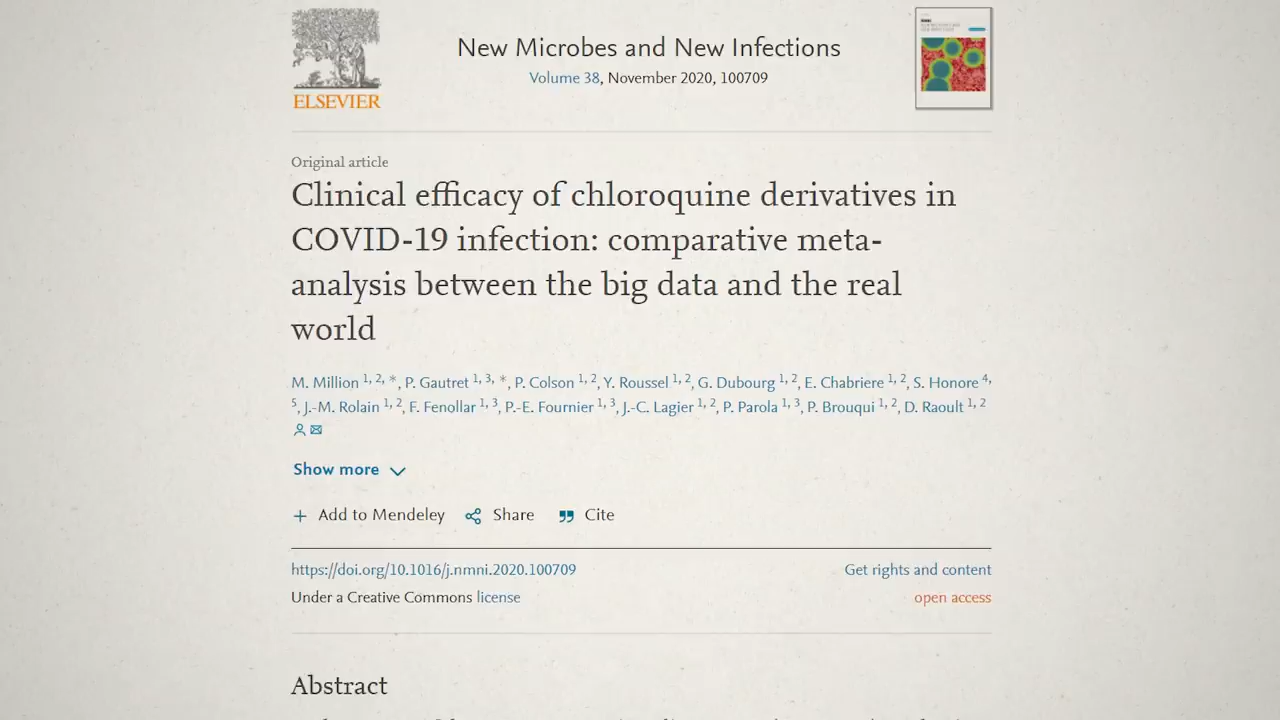 ELSEVIER
New Microbes and New Infections
Volume 38, November 2020, 100709
Original article
Clinical efficacy of chloroquine derivatives in
COVID-19 infection: comparative meta-
analysis between the big data and the real
world
M. Million 1, 2, *, P. Gautret 1, 3, *, P. Colson 1, 2, Y. Roussel 1, 2, G. Dubourg 1, 2, E. Chabriere 1, 2, S. Honore 4,
5, J.-M. Rolain 1, 2, F. Fenollar 1, 3, P.-E. Fournier 1, 3, J.-C. Lagier 1, 2, P. Parola 1, 3, P. Brouqui 1, 2, D. Raoult 1, 2
Show more
+ Add to Mendeley Share Cite
https://doi.org/10.1016/j.nmni.2020.100709 Get rights and content
Under a Creative Commons license open access
Abstract